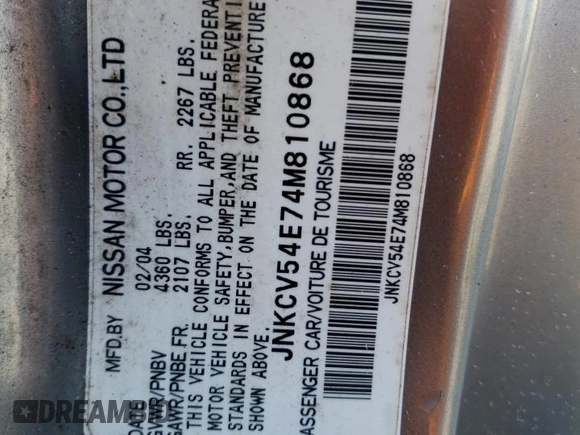 MFD.BY NISSAN MOTOR CO.,LTD
02/04
GVWR/PNBV 4360 LBS.
GAWR/PNBE FR. 2107 LBS. RR. 2267 LBS.
THIS VEHICLE CONFORMS TO ALL APPLICABLE FEDERA
MOTOR VEHICLE SAFETY,BUMPER,AND THEFT PREVENTI
STANDARDS IN EFFECT ON THE DATE OF MANUFACTURE
SHOWN ABOVE.
JNKCV54E74M810868
ASSENGER CAR/VOITURE DE TOURISME
JNKCV54E74M810868
DREAMBID